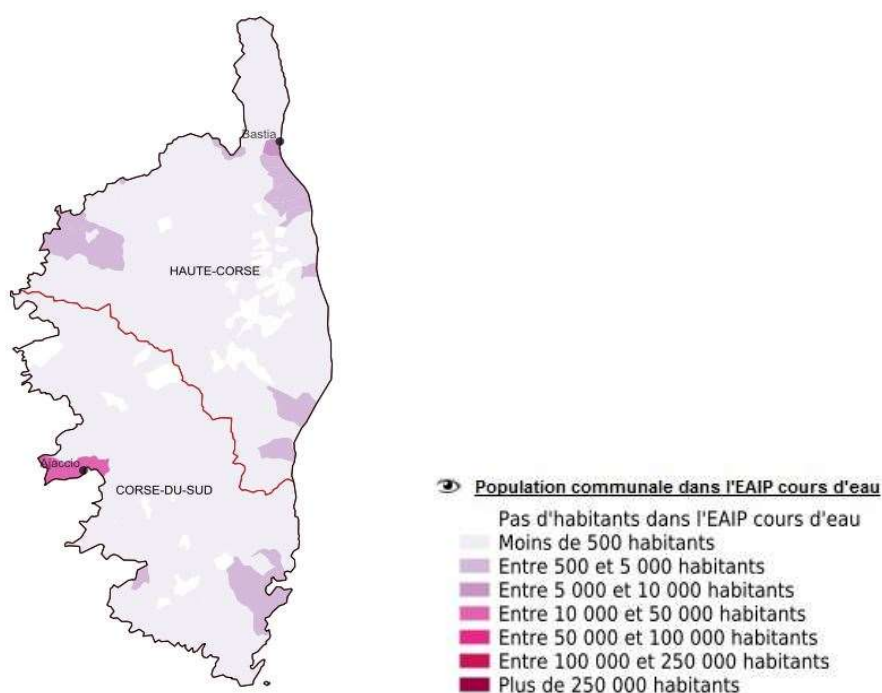 Bastia
HAUTE-CORSE
Ajaccio
CORSE-DU-SUD
Population communale dans l'EAIP cours d'eau
Pas d'habitants dans l'EAIP cours d'eau
Moins de 500 habitants
Entre 500 et 5 000 habitants
Entre 5 000 et 10 000 habitants
Entre 10 000 et 50 000 habitants
Entre 50 000 et 100 000 habitants
Entre 100 000 et 250 000 habitants
Plus de 250 000 habitants